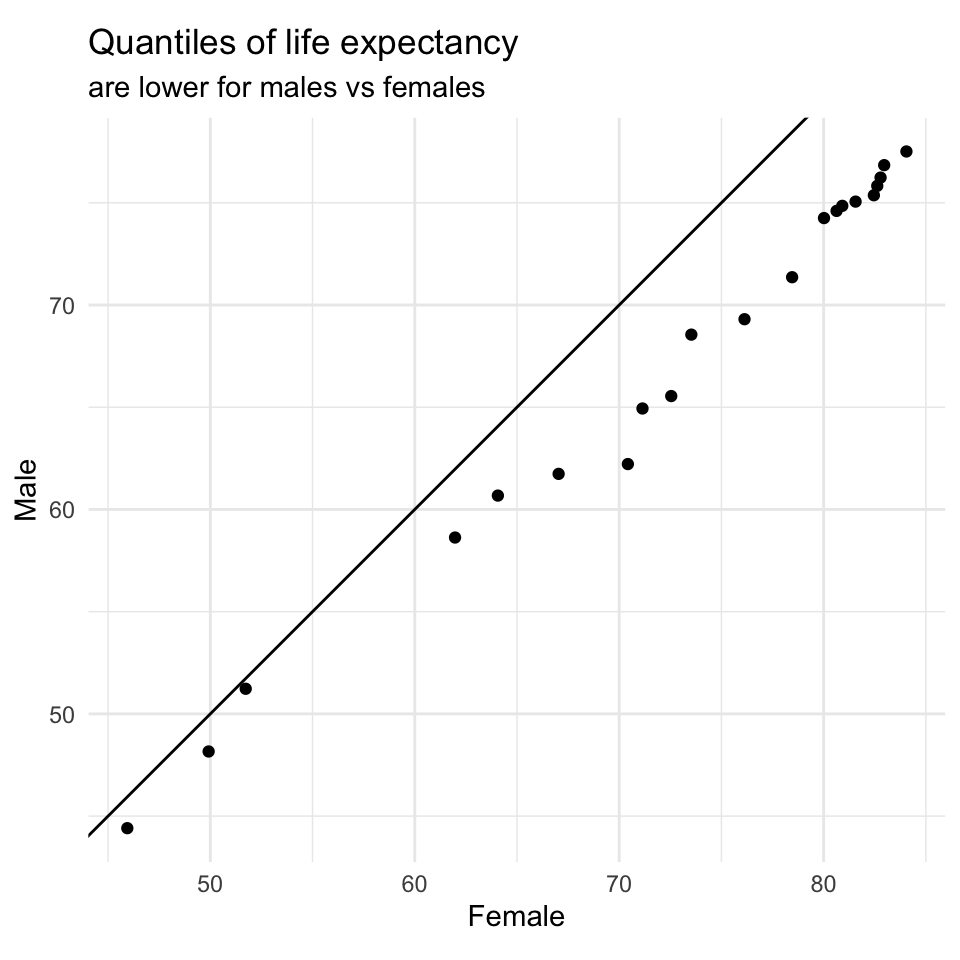 Quantiles of life expectancy
are lower for males vs females
70
60
50
Male
50 60 70 80
Female